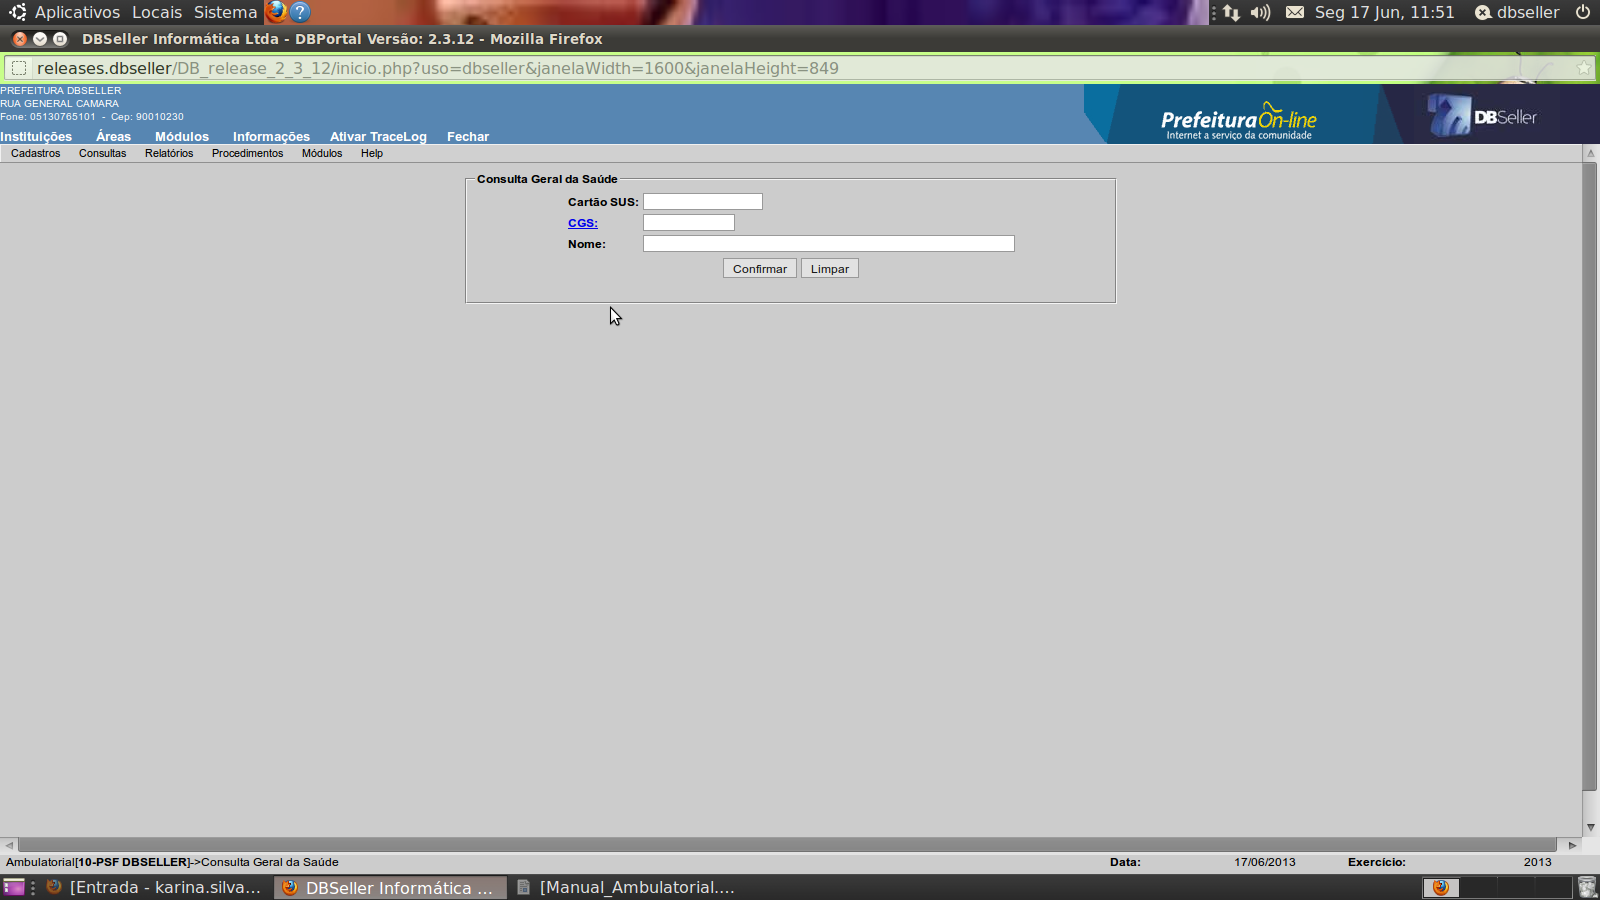 Aplicativos Locais Sistema ? Seg 17 Jun, 11:51 dbseller
DBSeller Informática Ltda - DBPortal Versão: 2.3.12 - Mozilla Firefox
releases.dbseller/DB_release_2_3_12/inicio.php?uso=dbseller&janelaWidth=1600&janelaHeight=849
PREFEITURA DBSELLER
RUA GENERAL CAMARA
Fone: 05130765101 - Cep: 90010230
Prefeitura On-line
Internet a serviço da comunidade
DBSeller
Instituições Áreas Módulos Informações Ativar TraceLog Fechar
Cadastros Consultas Relatórios Procedimentos Módulos Help
Consulta Geral da Saúde
Cartão SUS:
CGS:
Nome:
Confirmar Limpar
Ambulatorial[10-PSF DBSELLER]->Consulta Geral da Saúde Data: 17/06/2013 Exercício: 2013
[Entrada - karina.silva... DBSeller Informática ... [Manual_Ambulatorial....